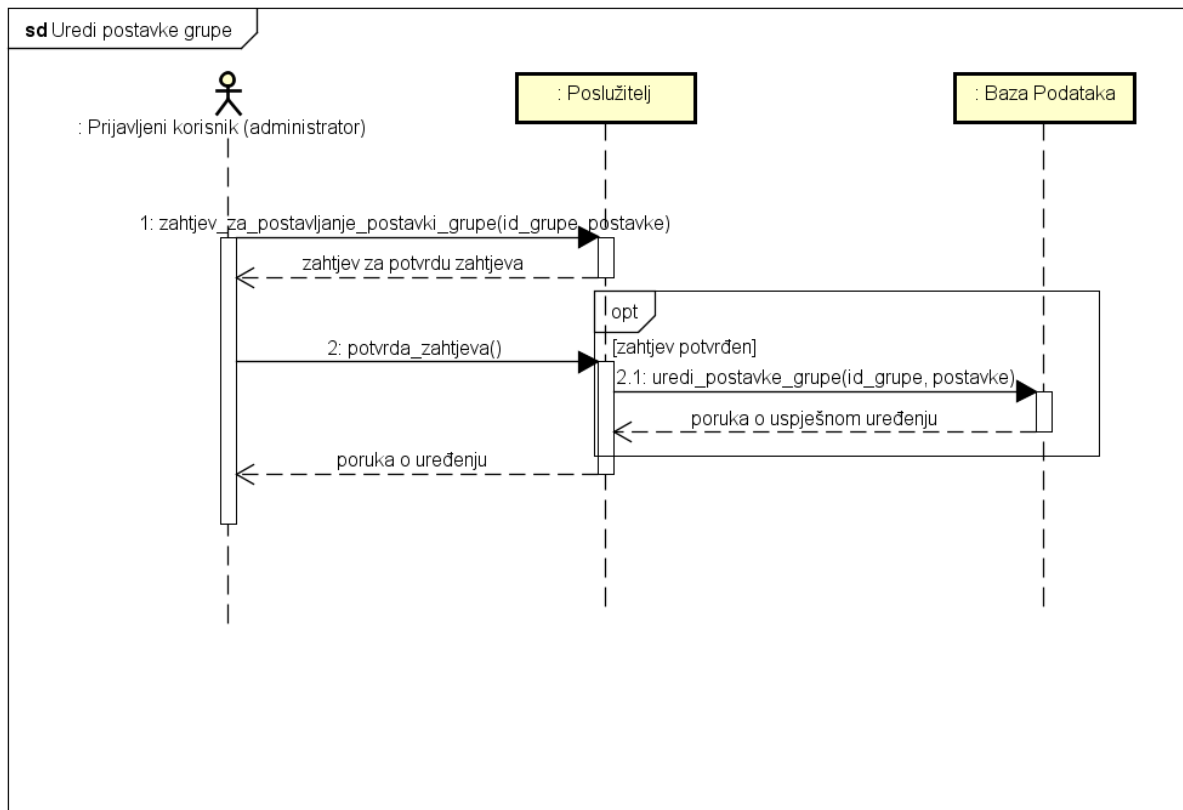 sd Uredi postavke grupe
: Prijavljeni korisnik (administrator)
: Poslužitelj
: Baza Podataka
1: zahtjev_za_postavljanje_postavki_grupe(id_grupe, postavke)
zahtjev za potvrdu zahtjeva
opt
[zahtjev potvrđen]
2: potvrda_zahtjeva()
2.1: uredi_postavke_grupe(id_grupe, postavke)
poruka o uspješnom uređenju
poruka o uređenju